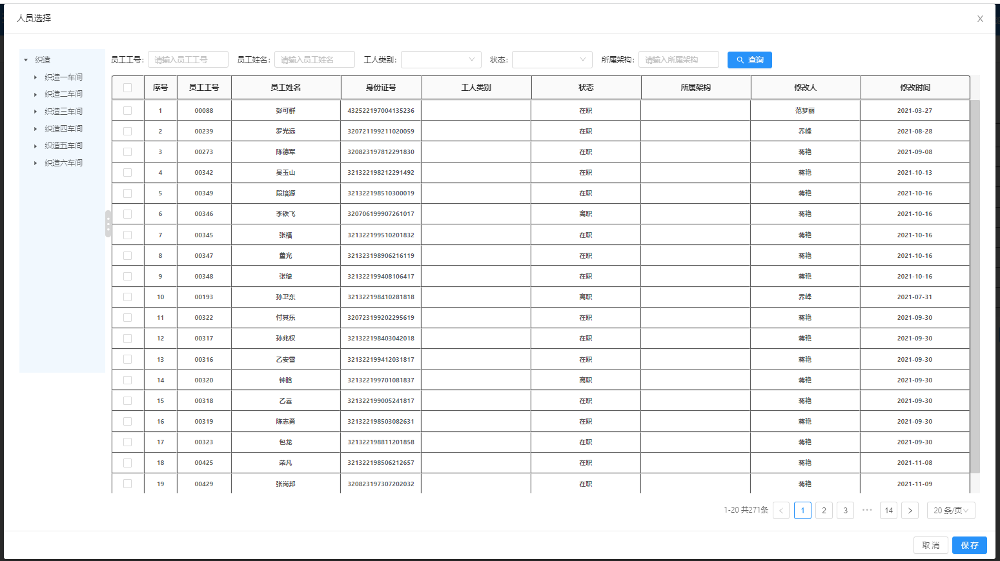 人员选择 X
织造
织造一车间
织造二车间
织造三车间
织造四车间
织造五车间
织造六车间
员工工号: 请输入员工工号 员工姓名: 请输入员工姓名 工人类别: 状态: 所属架构: 请输入所属架构 查询
序号 员工工号 员工姓名 身份证号 工人类别 状态 所属架构 修改人 修改时间
1 00088 彭可群 432522197004135236 在职 范梦丽 2021-03-27
2 00239 罗光远 320721199211020059 在职 乔峰 2021-08-28
3 00273 陈德军 320823197812291830 在职 蒋艳 2021-09-08
4 00342 吴玉山 321322198212291492 在职 蒋艳 2021-10-13
5 00349 段培源 321322198510300019 在职 蒋艳 2021-10-16
6 00346 李铁飞 320706199907261017 离职 蒋艳 2021-10-16
7 00345 张福 321322199510201832 在职 蒋艳 2021-10-16
8 00347 董光 321323198906216119 在职 蒋艳 2021-10-16
9 00348 张 321322199408106417 在职 蒋艳 2021-10-16
10 00193 孙卫东 321322198410281818 离职 乔峰 2021-07-31
11 00322 付其乐 320723199202295619 在职 蒋艳 2021-09-30
12 00317 孙兆权 321322198403042018 在职 蒋艳 2021-09-30
13 00316 乙安雪 321322199412031817 在职 蒋艳 2021-09-30
14 00320 钟晗 321322199701081837 离职 蒋艳 2021-09-30
15 00318 乙云 321322199005241817 在职 蒋艳 2021-09-30
16 00319 陈志勇 321322198503082631 在职 蒋艳 2021-09-30
17 00323 包龙 321322198811201858 在职 蒋艳 2021-09-30
18 00425 荣凡 321322198506212657 在职 蒋艳 2021-11-08
19 00429 张岗邦 320823197307202032 在职 蒋艳 2021-11-09
1-20 共271条 < 1 2 3 ••• 14 > 20 条/页
取消 保存